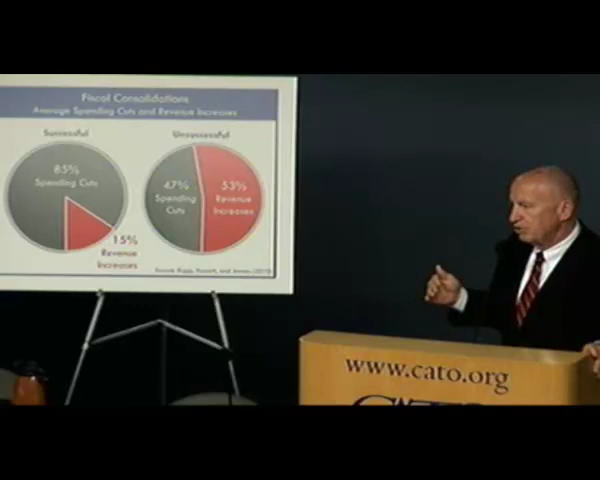 Fiscal Consolidations
Average Spending Cuts and Revenue Increases
Successful
Unsuccessful
85%
Spending Cuts
15%
Revenue
Increases
47%
Spending
Cuts
53%
Revenue
Increases
www.cato.org
CATO